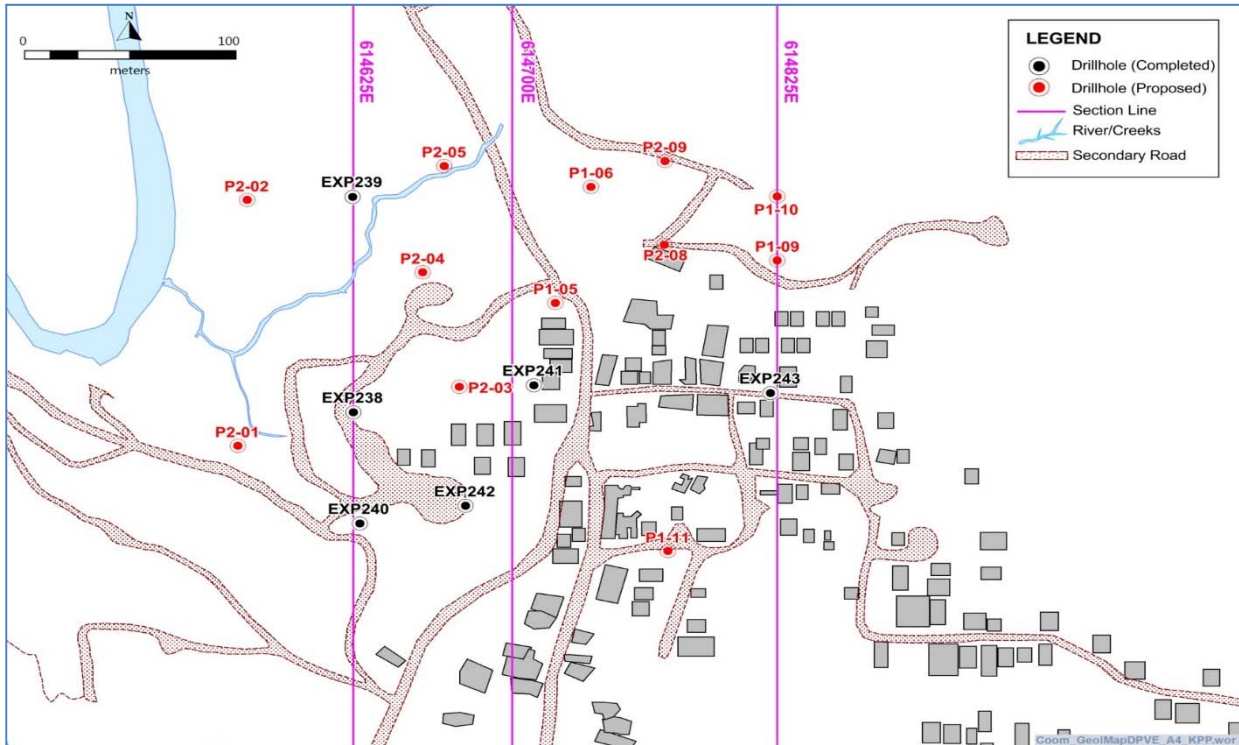 N
0 100
meters
614625E
614700E
614825E
LEGEND
Drillhole (Completed)
Drillhole (Proposed)
Section Line
River/Creeks
Secondary Road
P2-05
P2-09
P1-06
EXP239
P2-02
P1-10
P2-08
P1-09
P2-04
P1-05
EXP241
P2-03
EXP243
EXP238
P2-01
EXP242
EXP240
P1-11
Coom_GeolMapDPVE_A4_KPP.wor